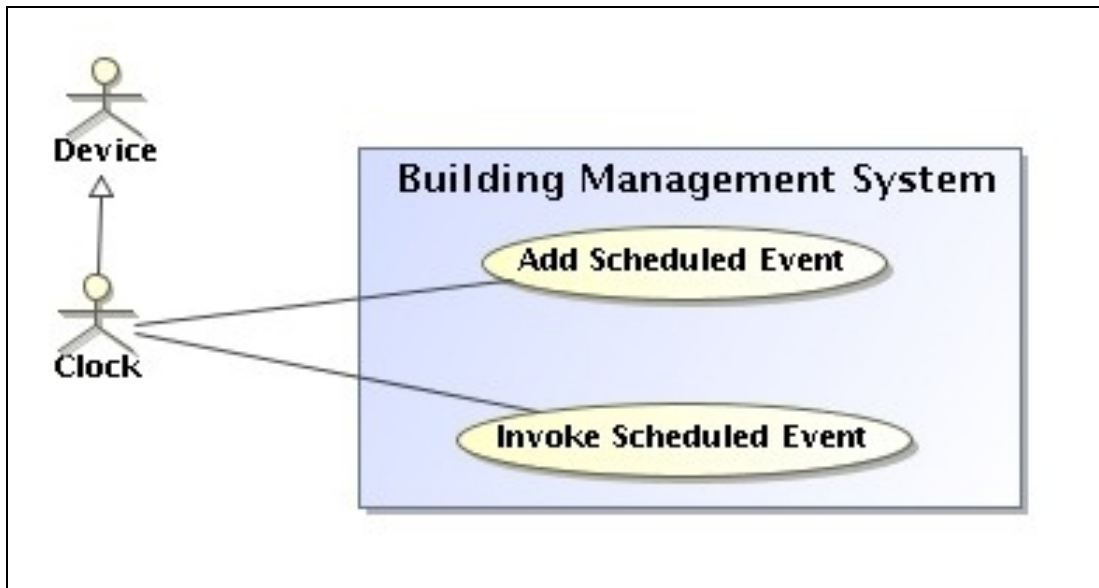 Device
Building Management System
Add Scheduled Event
Clock
Invoke Scheduled Event